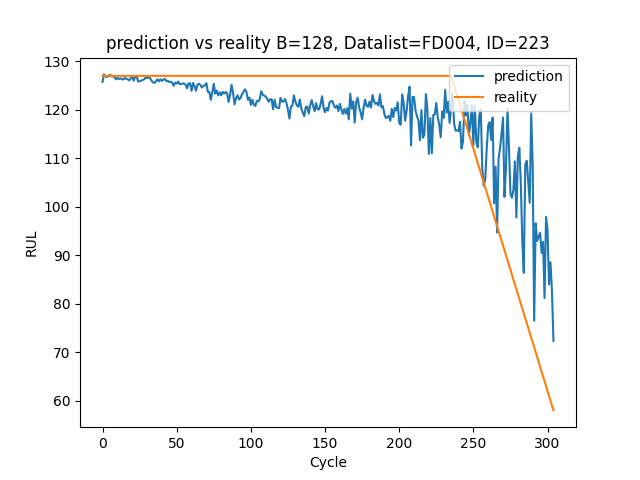 prediction vs reality B=128, Datalist=FD004, ID=223
prediction
reality
RUL
130
120
110
100
90
80
70
60
0 50 100 150 200 250 300
Cycle